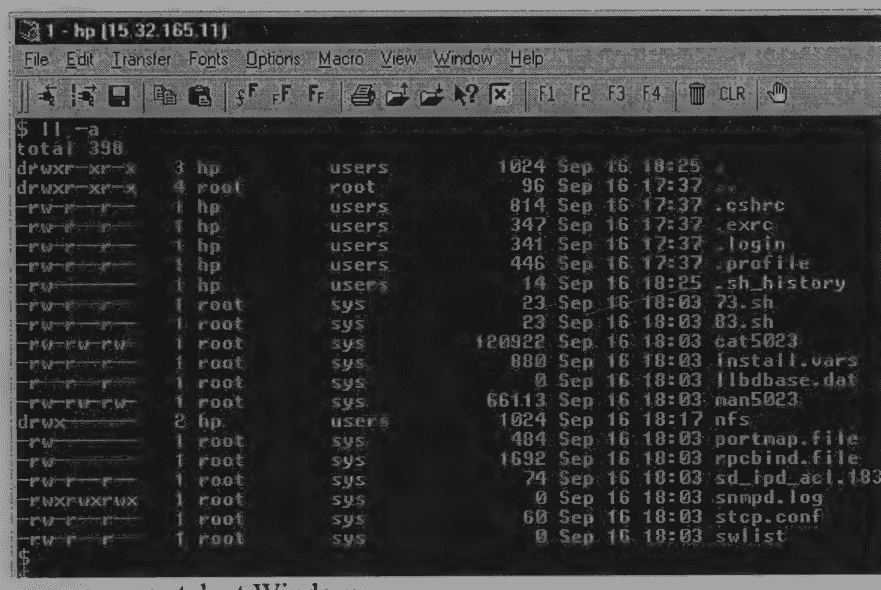 1 - hp [15.32.165.11]
File Edit Transfer Fonts Options Macro View Window Help
F1 F2 F3 F4 CLR
$ ll -a
total 398
drwxr-xr-x 3 hp users 1024 Sep 16 18:25 .
drwxr-xr-x 4 root root 96 Sep 16 17:37 ..
-rw-r--r-- 1 hp users 814 Sep 16 17:37 .cshrc
-rw-r--r-- 1 hp users 347 Sep 16 17:37 .exrc
-rw-r--r-- 1 hp users 341 Sep 16 17:37 .login
-rw-r--r-- 1 hp users 446 Sep 16 17:37 .profile
-rw------- 1 hp users 14 Sep 16 18:25 .sh_history
-rw-r--r-- 1 root sys 23 Sep 16 18:03 73.sh
-rw-r--r-- 1 root sys 23 Sep 16 18:03 83.sh
-rw-rw-rw- 1 root sys 120922 Sep 16 18:03 cat5023
-rw-r--r-- 1 root sys 880 Sep 16 18:03 install.vars
-r--r--r-- 1 root sys 0 Sep 16 18:03 llbdbase.dat
-rw-rw-rw- 1 root sys 66113 Sep 16 18:03 man5023
drwx------ 2 hp users 1024 Sep 16 18:17 nfs
-rw------- 1 root sys 484 Sep 16 18:03 portmap.file
-rw------- 1 root sys 1692 Sep 16 18:03 rpcbind.file
-rw-r--r-- 1 root sys 74 Sep 16 18:03 sd_ipd_acl.183
-rwxrwxrwx 1 root sys 0 Sep 16 18:03 snmpd.log
-rw-r--r-- 1 root sys 60 Sep 16 18:03 stcp.conf
-rw-r--r-- 1 root sys 0 Sep 16 18:03 swlist
$